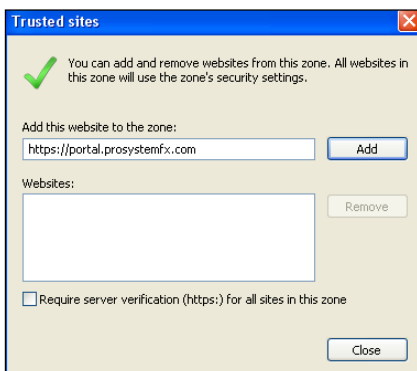 Trusted sites
You can add and remove websites from this zone. All websites in
this zone will use the zone's security settings.
Add this website to the zone:
https://portal.prosystemfx.com
Add
Websites:
Remove
Require server verification (https:) for all sites in this zone
Close